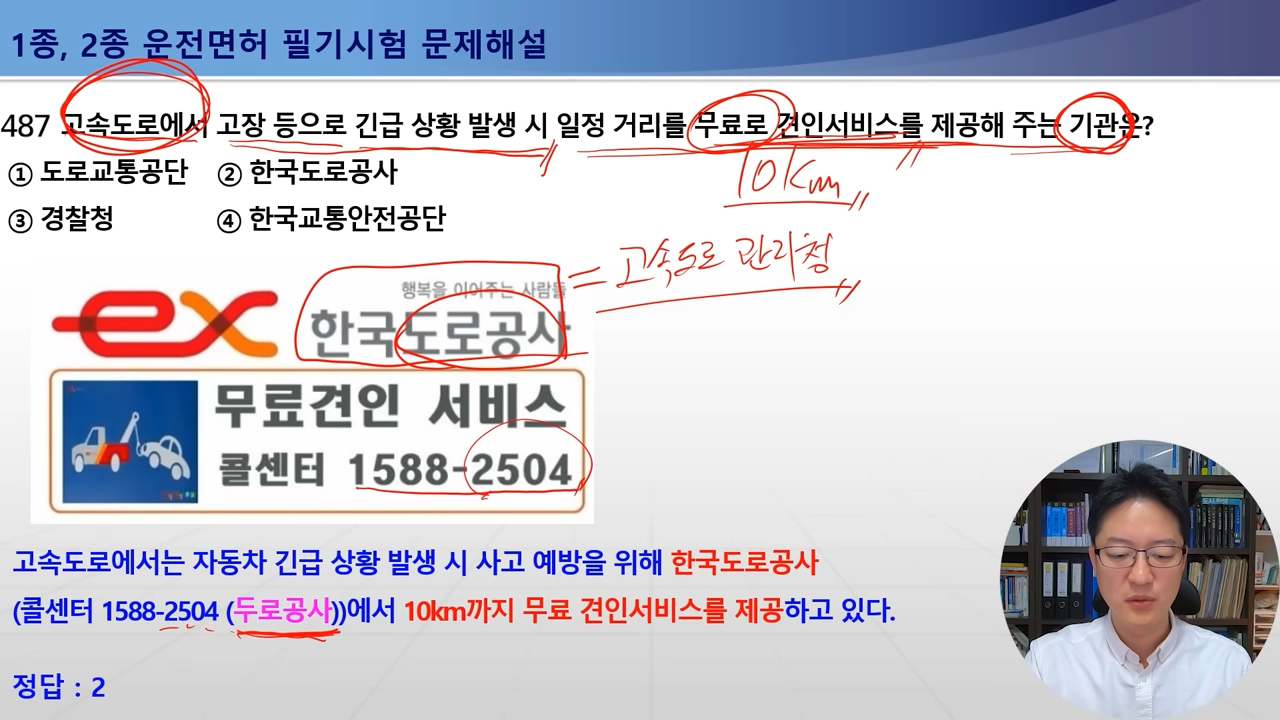 1종, 2종 운전면허 필기시험 문제해설
487 고속도로에서 고장 등으로 긴급 상황 발생 시 일정 거리를 무료로 견인서비스를 제공해 주는 기관은?
10km
① 도로교통공단 ② 한국도로공사
③ 경찰청 ④ 한국교통안전공단
= 고속도로 관리청
행복을 이어주는 사람들
ex 한국도로공사
무료견인 서비스
콜센터 1588-2504
고속도로에서는 자동차 긴급 상황 발생 시 사고 예방을 위해 한국도로공사
(콜센터 1588-2504 (두로공사))에서 10km까지 무료 견인서비스를 제공하고 있다.
정답 : 2